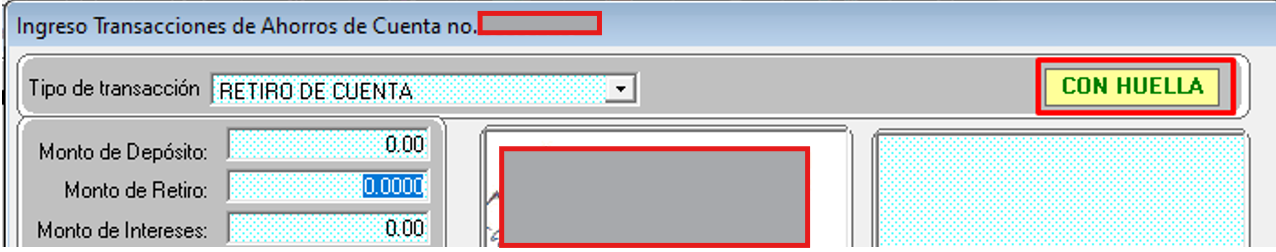 Ingreso Transacciones de Ahorros de Cuenta no.
Tipo de transacción RETIRO DE CUENTA CON HUELLA
Monto de Depósito: 0.00
Monto de Retiro: 0.0000
Monto de Intereses: 0.00